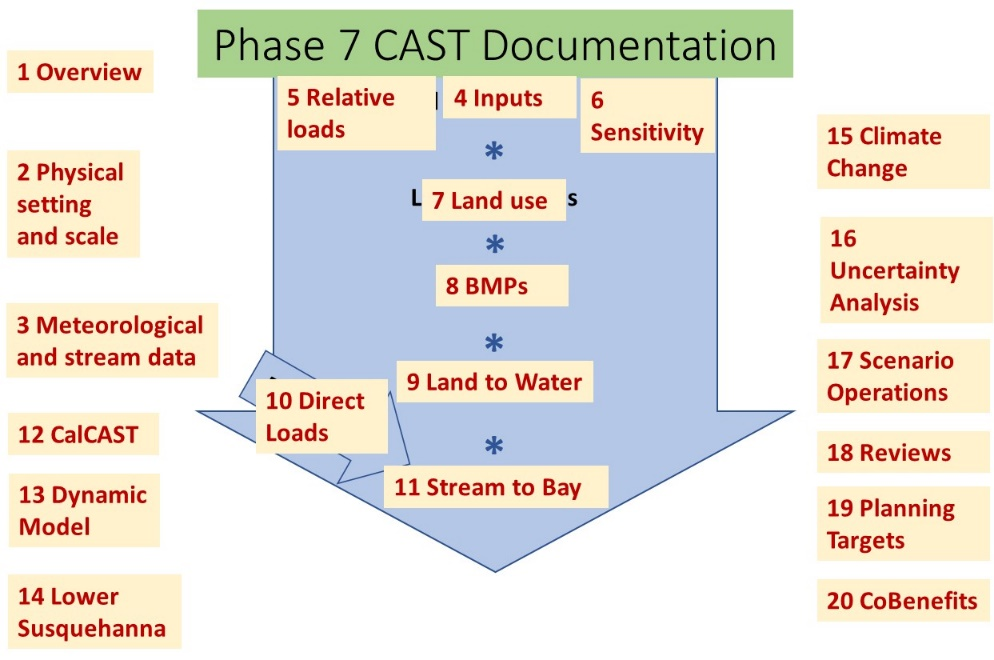 Phase 7 CAST Documentation
1 Overview
2 Physical
setting
and scale
3 Meteorological
and stream data
12 CalCAST
13 Dynamic
Model
14 Lower
Susquehanna
5 Relative
loads
4 Inputs
6
Sensitivity
*
7 Land use
*
8 BMPs
*
9 Land to Water
10 Direct
Loads
*
11 Stream to Bay
15 Climate
Change
16
Uncertainty
Analysis
17 Scenario
Operations
18 Reviews
19 Planning
Targets
20 CoBenefits